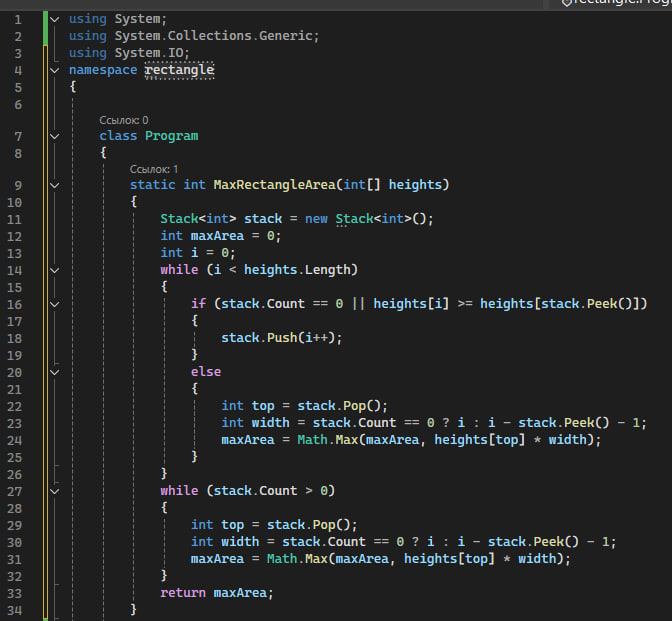 rectangle.Progr
1 using System;
2 using System.Collections.Generic;
3 using System.IO;
4 namespace rectangle
5 {
6
Ссылок: 0
7 class Program
8 {
Ссылок: 1
9 static int MaxRectangleArea(int[] heights)
10 {
11 Stack<int> stack = new Stack<int>();
12 int maxArea = 0;
13 int i = 0;
14 while (i < heights.Length)
15 {
16 if (stack.Count == 0 || heights[i] >= heights[stack.Peek()])
17 {
18 stack.Push(i++);
19 }
20 else
21 {
22 int top = stack.Pop();
23 int width = stack.Count == 0 ? i : i - stack.Peek() - 1;
24 maxArea = Math.Max(maxArea, heights[top] * width);
25 }
26 }
27 while (stack.Count > 0)
28 {
29 int top = stack.Pop();
30 int width = stack.Count == 0 ? i : i - stack.Peek() - 1;
31 maxArea = Math.Max(maxArea, heights[top] * width);
32 }
33 return maxArea;
34 }